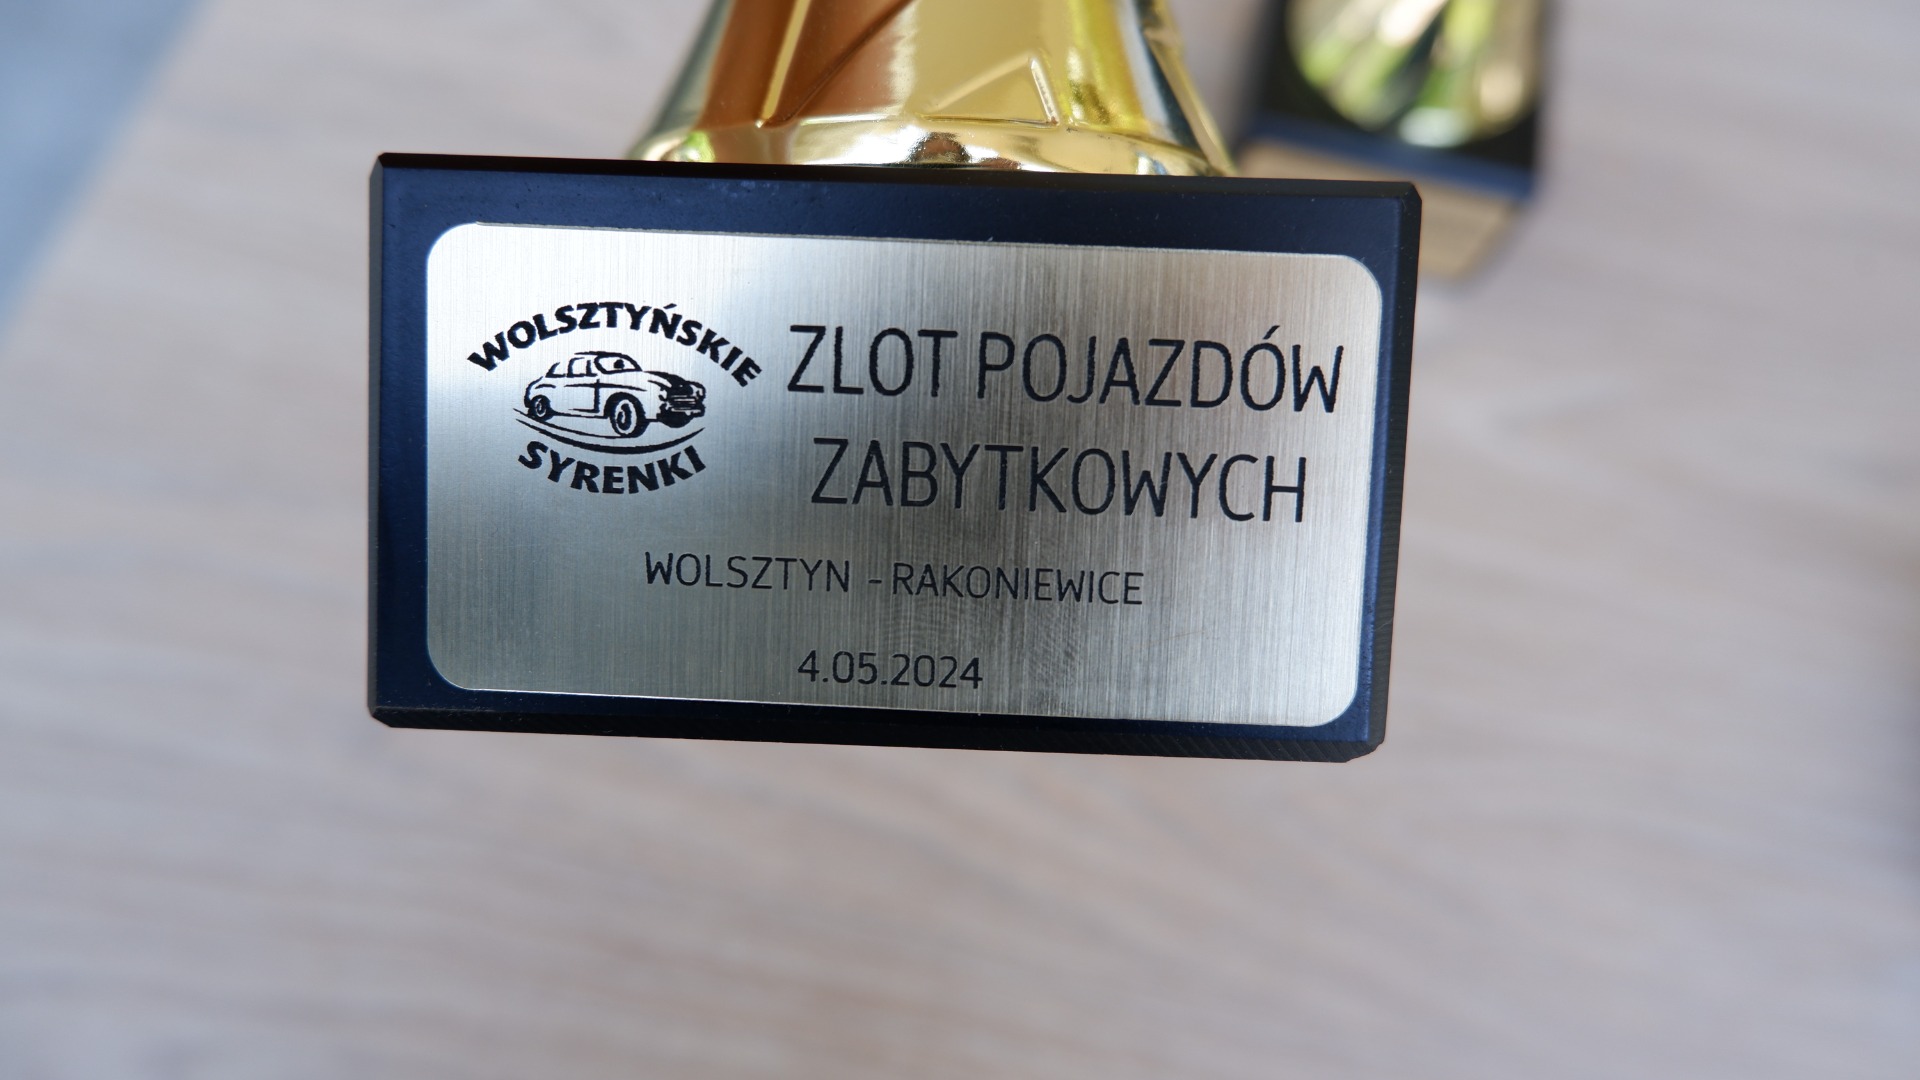 WOLSZTYŃSKIE
SYRENKI
ZLOT POJAZDÓW
ZABYTKOWYCH
WOLSZTYN - RAKONIEWICE
4.05.2024